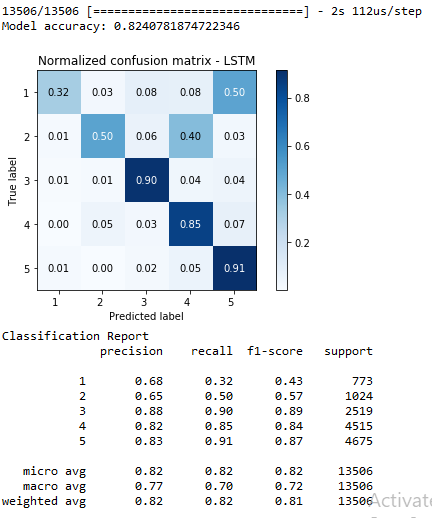 13506/13506 [==============================] - 2s 112us/step
Model accuracy: 0.8240781874722346
Normalized confusion matrix - LSTM
1 0.32 0.03 0.08 0.08 0.50
2 0.01 0.50 0.06 0.40 0.03
3 0.01 0.01 0.90 0.04 0.04
4 0.00 0.05 0.03 0.85 0.07
5 0.01 0.00 0.02 0.05 0.91
1 2 3 4 5
True label
Predicted label
0.8
0.6
0.4
0.2
Classification Report
precision recall f1-score support
1 0.68 0.32 0.43 773
2 0.65 0.50 0.57 1024
3 0.88 0.90 0.89 2519
4 0.82 0.85 0.84 4515
5 0.83 0.91 0.87 4675
micro avg 0.82 0.82 0.82 13506
macro avg 0.77 0.70 0.72 13506
weighted avg 0.82 0.82 0.81 13506
Activate